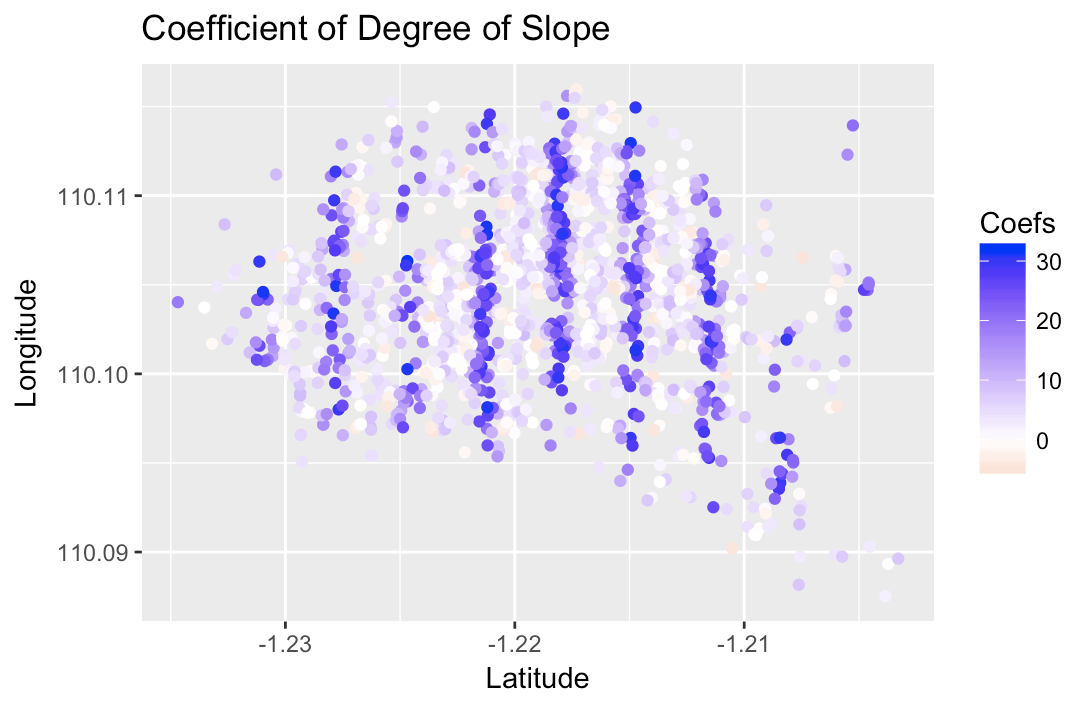 Coefficient of Degree of Slope
Longitude
110.11
110.10
110.09
-1.23
-1.22
-1.21
Latitude
Coefs
30
20
10
0